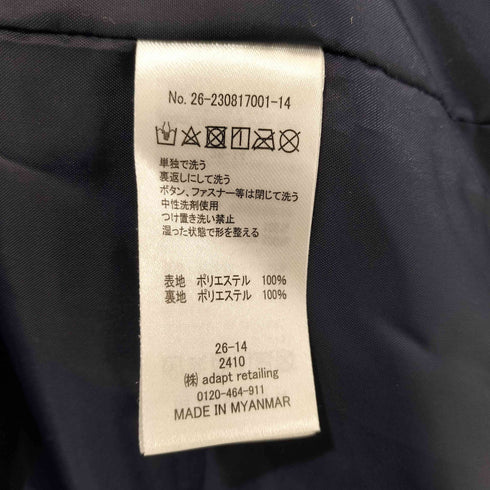 No. 26-230817001-14
単独で洗う
裏返しにして洗う
ボタン、ファスナー等は閉じて洗う
中性洗剤使用
つけ置き洗い禁止
湿った状態で形を整える
表地 ポリエステル 100%
裏地 ポリエステル 100%
26-14
2410
㈱ adapt retailing
0120-464-911
MADE IN MYANMAR